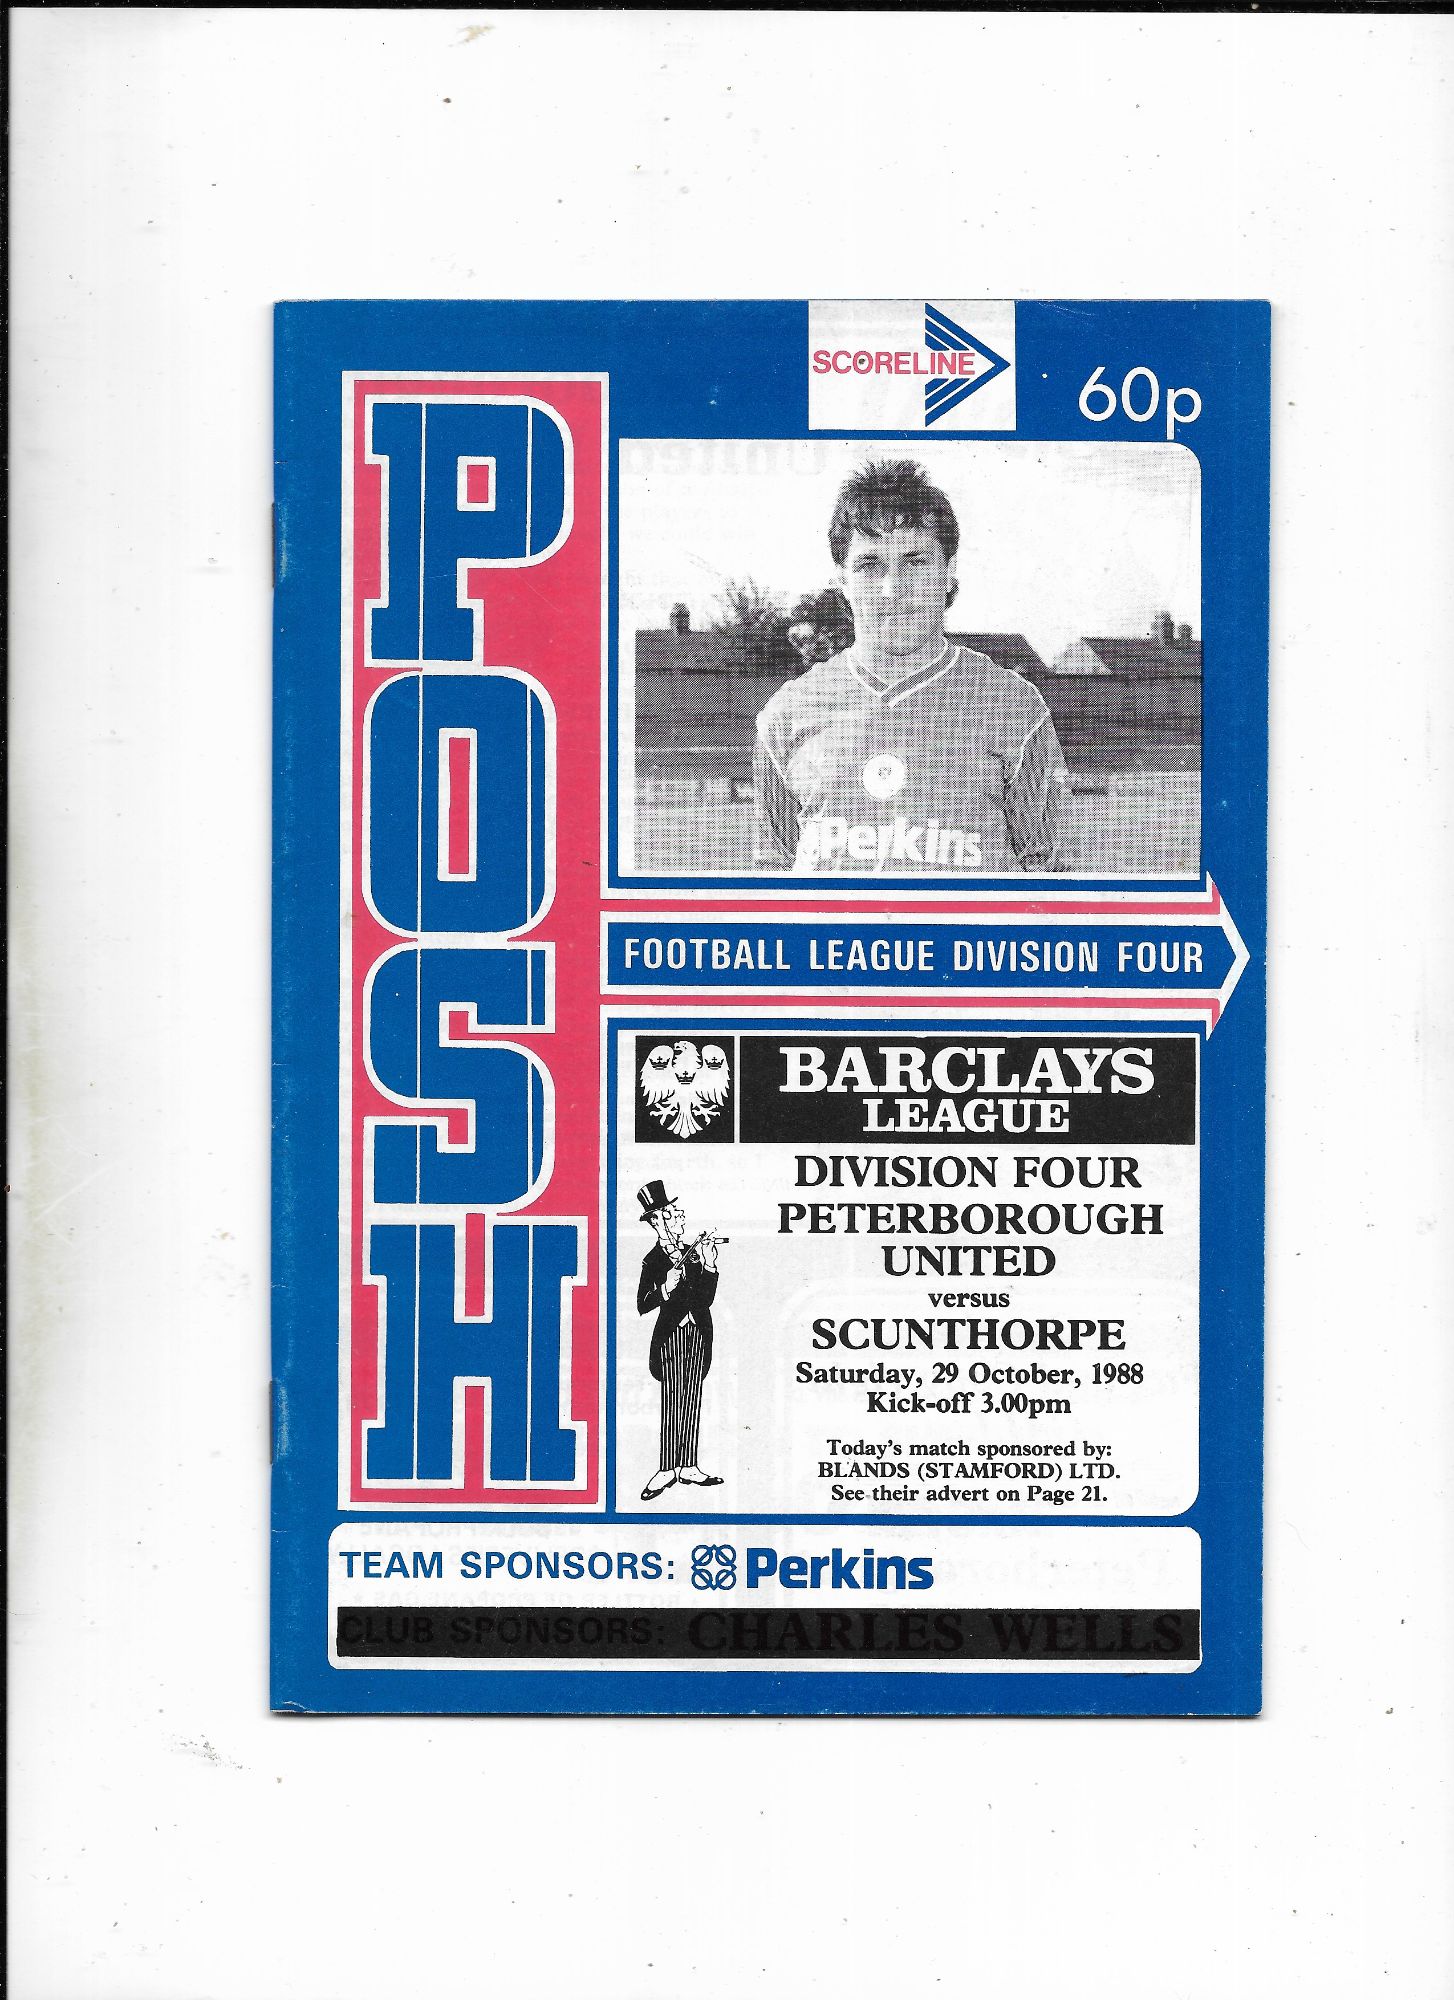 SCORELINE
60p
POSH
Perkins
FOOTBALL LEAGUE DIVISION FOUR
BARCLAYS
LEAGUE
DIVISION FOUR
PETERBOROUGH
UNITED
versus
SCUNTHORPE
Saturday, 29 October, 1988
Kick-off 3.00pm
Today's match sponsored by:
BLANDS (STAMFORD) LTD.
See their advert on Page 21.
TEAM SPONSORS: Perkins
CLUB SPONSORS: CHARLES WELLS